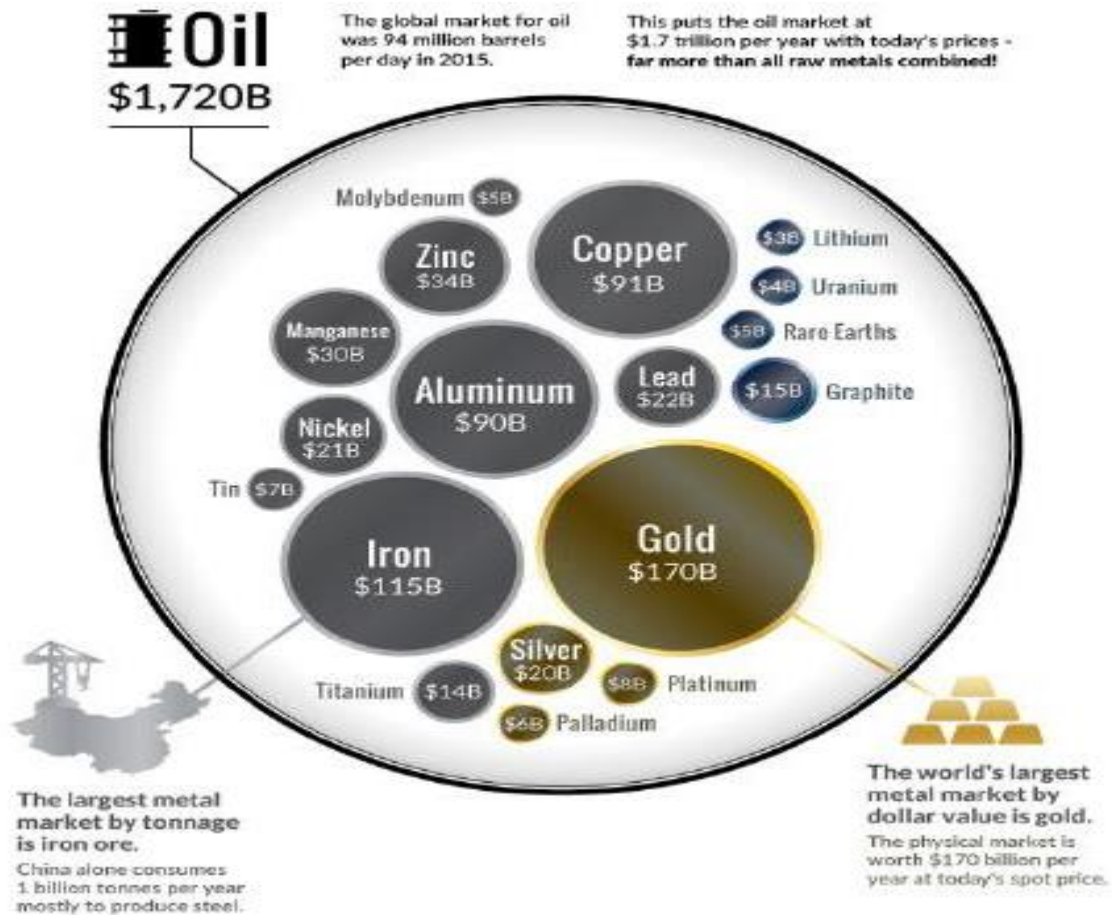 Oil
$1,720B
The global market for oil
was 94 million barrels
per day in 2015.
This puts the oil market at
$1.7 trillion per year with today's prices -
far more than all raw metals combined!
Molybdenum $5B
Zinc
$34B
Copper
$91B
$3B Lithium
$4B Uranium
$5B Rare Earths
$15B Graphite
Manganese
$30B
Aluminum
$90B
Lead
$22B
Nickel
$21B
Tin $7B
Iron
$115B
Gold
$170B
Silver
$20B
Titanium $14B
$8B Platinum
$6B Palladium
The largest metal
market by tonnage
is iron ore.
China alone consumes
1 billion tonnes per year
mostly to produce steel.
The world's largest
metal market by
dollar value is gold.
The physical market is
worth $170 billion per
year at today's spot price.